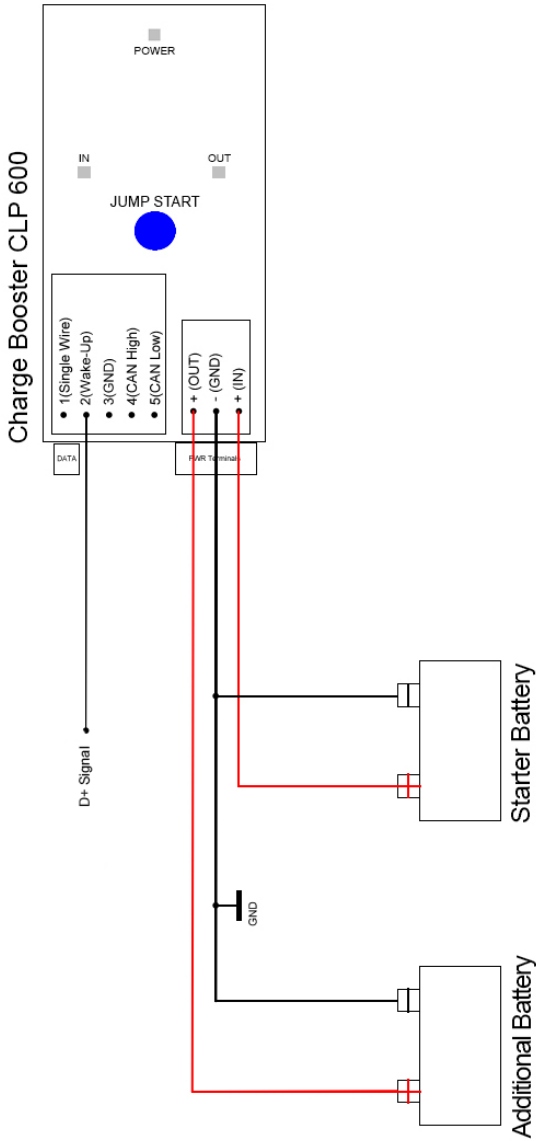 Charge Booster CLP 600
POWER
IN
OUT
JUMP START
1(Single Wire)
2(Wake-Up)
3(GND)
4(CAN High)
5(CAN Low)
+ (OUT)
- (GND)
+ (IN)
DATA
PWR Terminals
D+ Signal
Starter Battery
GND
Additional Battery